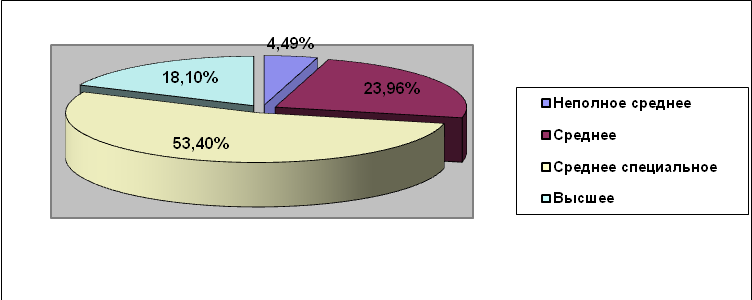 4,49%
23,96%
53,40%
18,10%
Неполное среднее
Среднее
Среднее специальное
Высшее